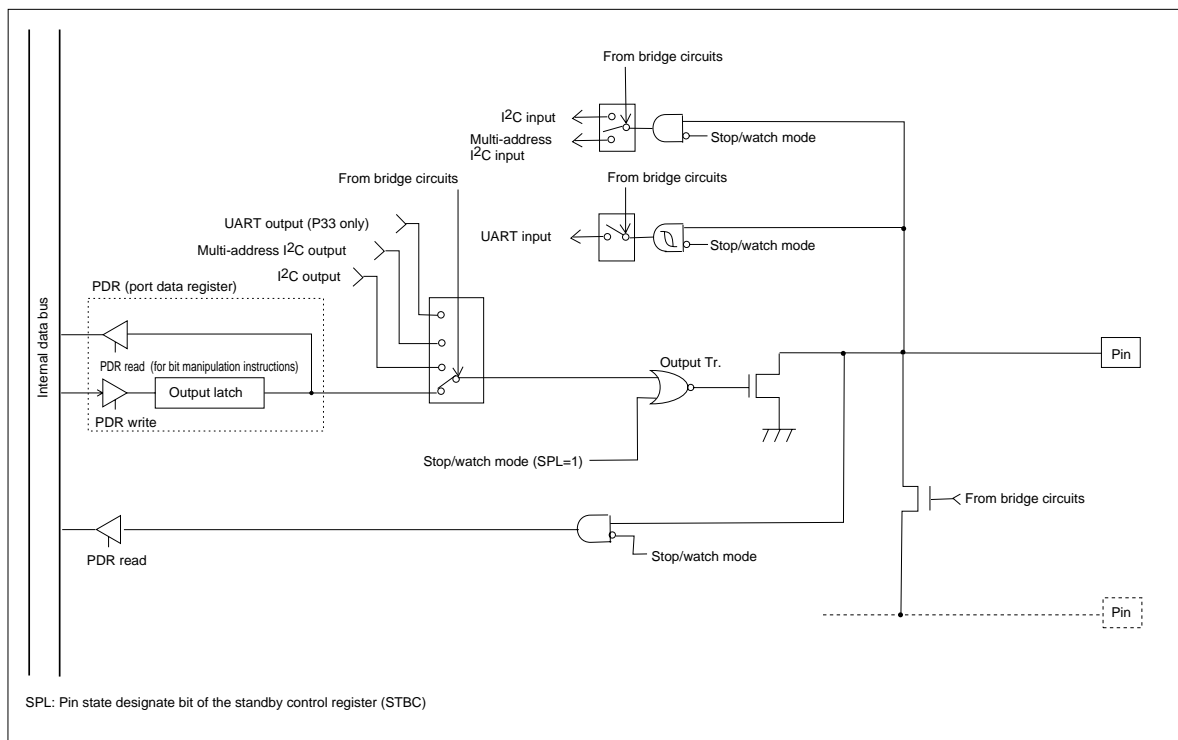 From bridge circuits
I2C input
Multi-address
I2C input
Stop/watch mode
From bridge circuits
From bridge circuits
UART output (P33 only)
UART input
Stop/watch mode
Multi-address I2C output
I2C output
PDR (port data register)
Internal data bus
PDR read (for bit manipulation instructions)
Output latch
PDR write
Output Tr.
Pin
Stop/watch mode (SPL=1)
From bridge circuits
PDR read
Stop/watch mode
Pin
SPL: Pin state designate bit of the standby control register (STBC)